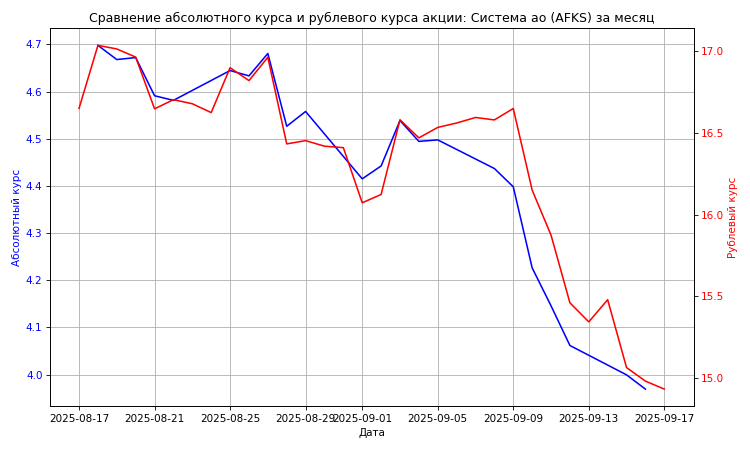 Сравнение абсолютного курса и рублевого курса акции: Система ао (AFKS) за месяц
4.7
4.6
4.5
4.4
4.3
4.2
4.1
4.0
Абсолютный курс
17.0
16.5
16.0
15.5
15.0
Рублевый курс
2025-08-17 2025-08-21 2025-08-25 2025-08-29 2025-09-01 2025-09-05 2025-09-09 2025-09-13 2025-09-17
Дата